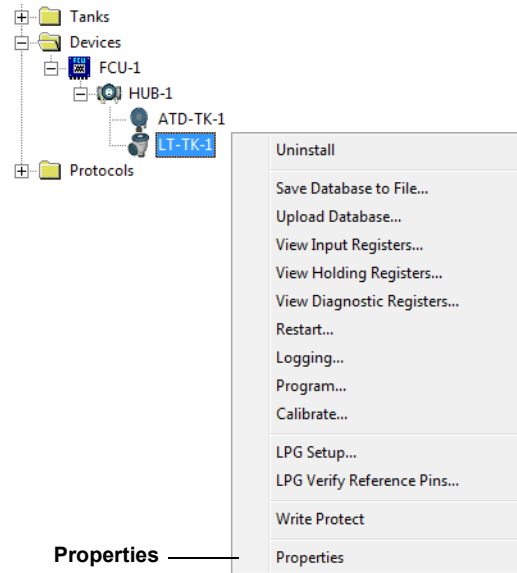 Tanks
Devices
FCU-1
HUB-1
ATD-TK-1
LT-TK-1
Protocols
Uninstall
Save Database to File...
Upload Database...
View Input Registers...
View Holding Registers...
View Diagnostic Registers...
Restart...
Logging...
Program...
Calibrate...
LPG Setup...
LPG Verify Reference Pins...
Write Protect
Properties
Properties